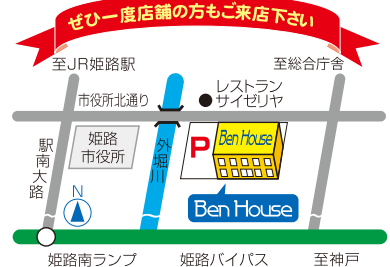 ぜひ一度店舗の方もご来店下さい
至JR姫路駅
至総合庁舎
市役所北通り
レストラン
サイゼリヤ
駅南大路
姫路
市役所
外堀川
P
Ben House
N
Ben House
姫路南ランプ
姫路バイパス
至神戸